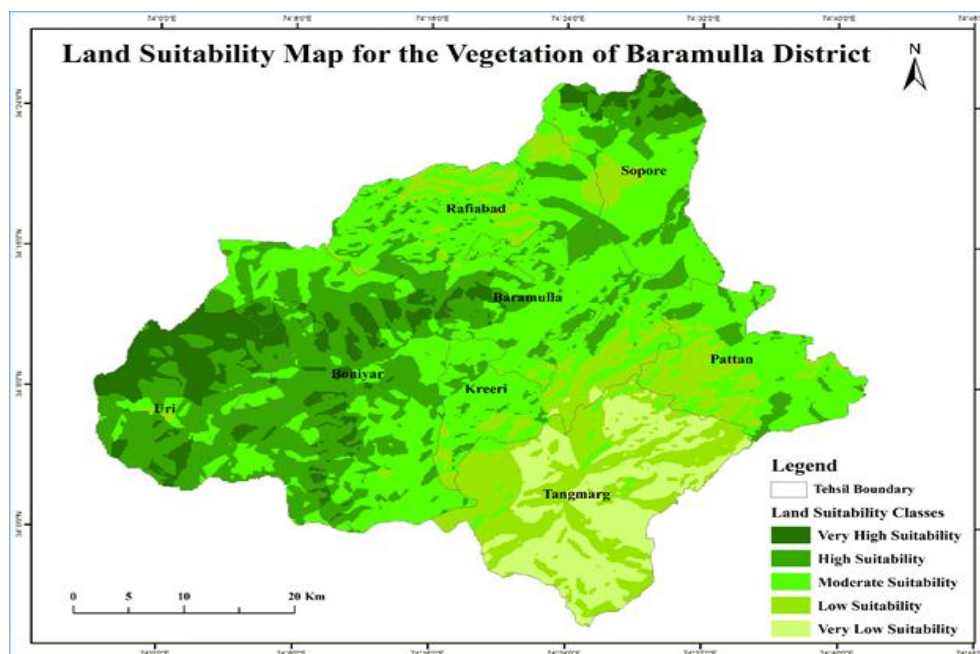 Land Suitability Map for the Vegetation of Baramulla District
N
Sopore
Rafiabad
Baramulla
Pattan
Boniyar
Kreeri
Uri
Tangmarg
Legend
Tehsil Boundary
Land Suitability Classes
Very High Suitability
High Suitability
Moderate Suitability
Low Suitability
Very Low Suitability
0 5 10 20 Km